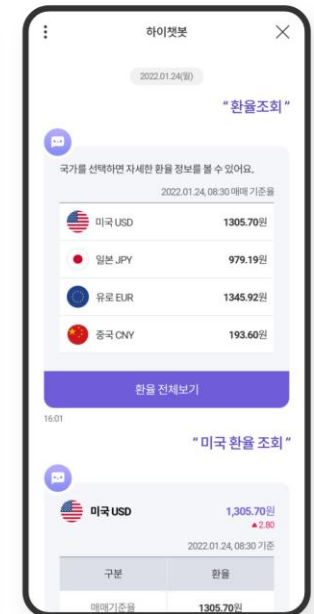 하이챗봇
2022.01.24(월)
“환율조회”
국가를 선택하면 자세한 환율 정보를 볼 수 있어요.
2022.01.24, 08:30 매매 기준율
미국 USD 1305.70원
일본 JPY 979.19원
유로 EUR 1345.92원
중국 CNY 193.60원
환율 전체보기
16:01
“미국 환율 조회”
미국 USD 1,305.70원
▲2.80
2022.01.24, 08:30 기준
구분 환율
매매기준율 1305.70원